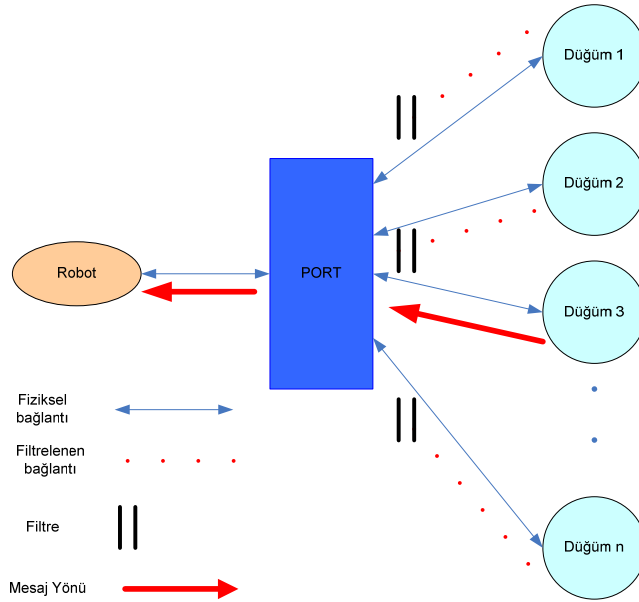 Düğüm 1
Düğüm 2
Robot
PORT
Düğüm 3
Fiziksel
bağlantı
Filtrelenen
bağlantı
Filtre
Düğüm n
Mesaj Yönü